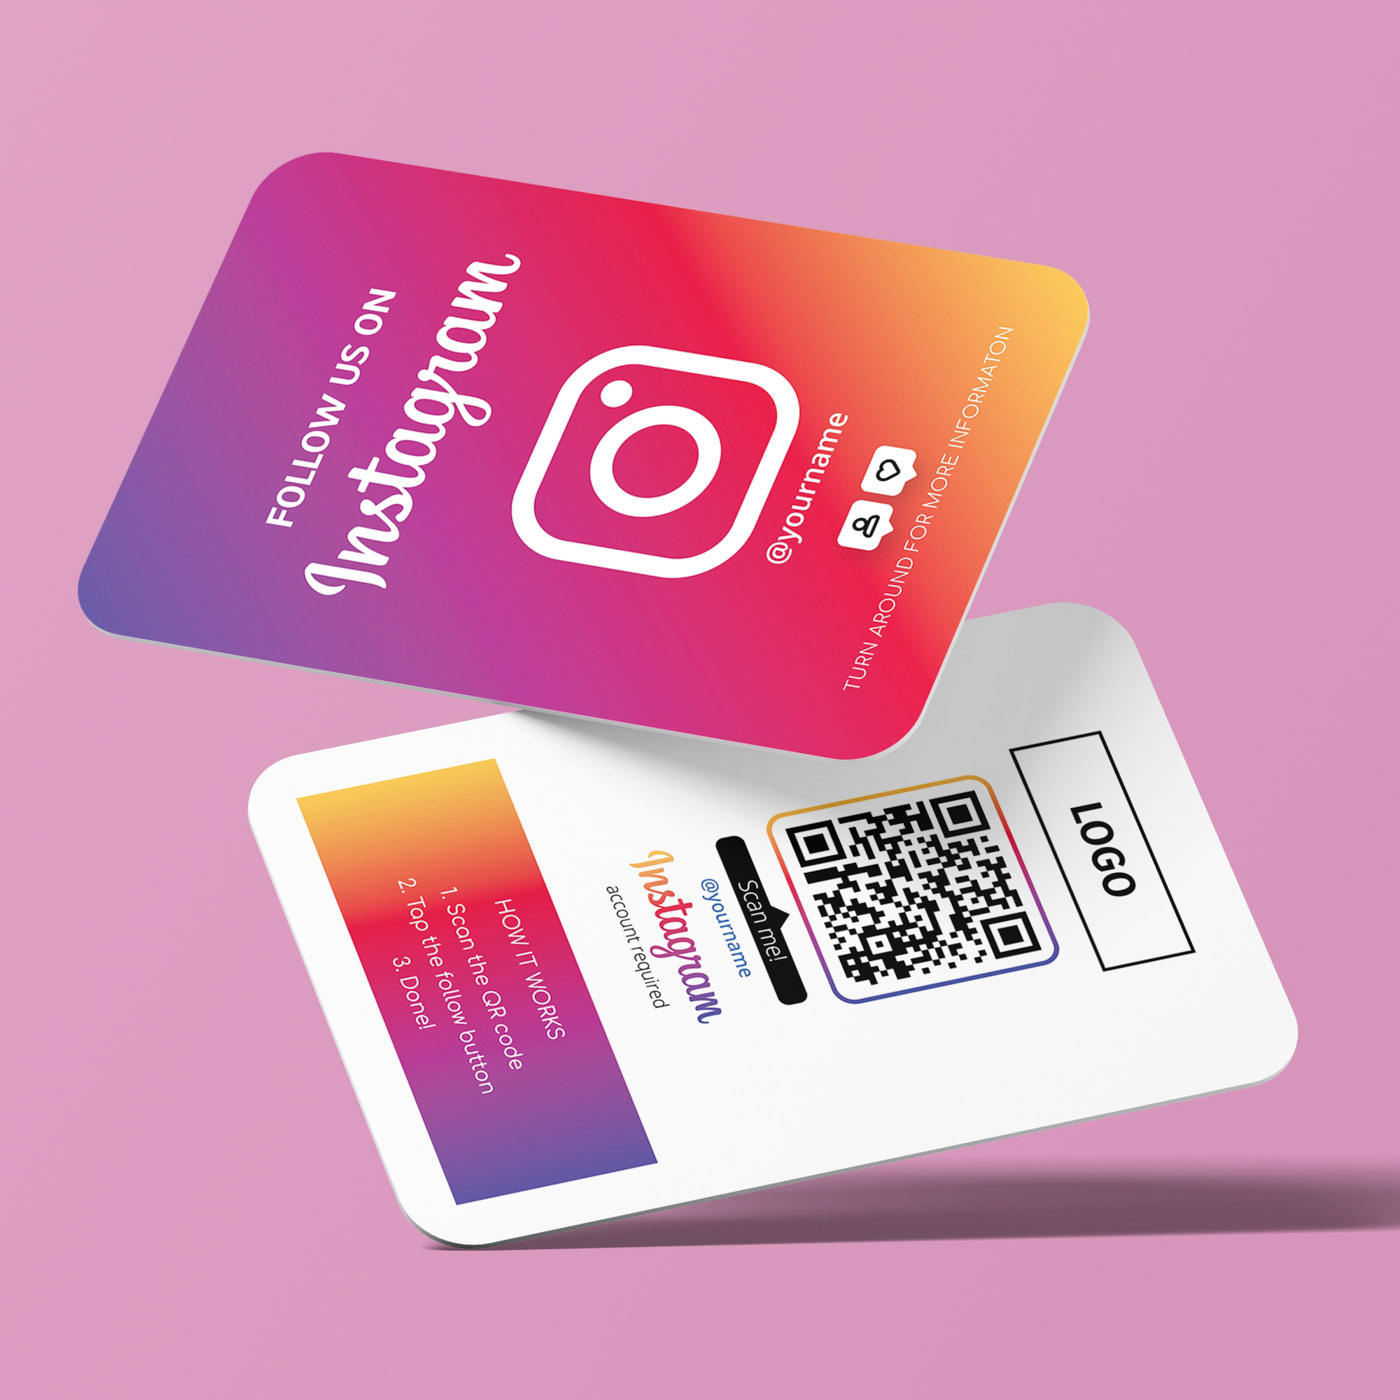 FOLLOW US ON
Instagram
@yourname
TURN AROUND FOR MORE INFORMATON
LOGO
Scan me!
@yourname
Instagram
account required
HOW IT WORKS
1. Scan the QR code
2. Tap the follow button
3. Done!